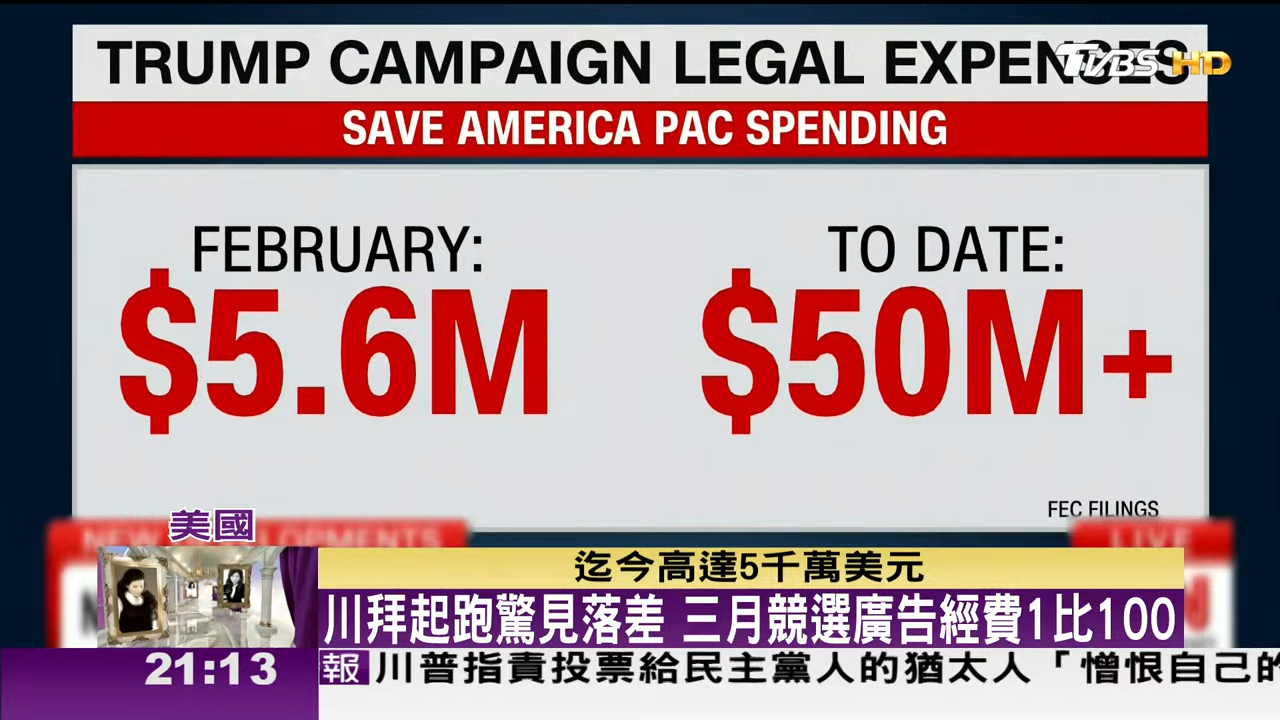 TRUMP CAMPAIGN LEGAL EXPENSES
TVBS HD
SAVE AMERICA PAC SPENDING
FEBRUARY:
$5.6M
TO DATE:
$50M+
FEC FILINGS
美國
LIVE
迄今高達5千萬美元
川拜起跑驚見落差 三月競選廣告經費1比100
21:13
報 川普指責投票給民主黨人的猶太人「憎恨自己的